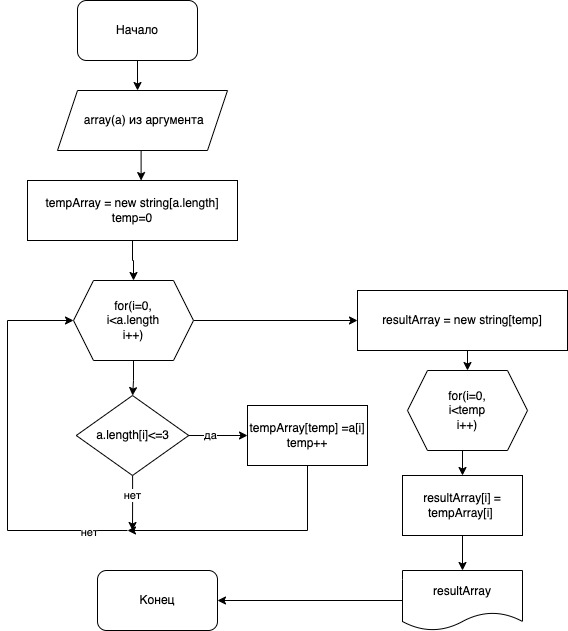 Начало
array(a) из аргумента
tempArray = new string[a.length]
temp=0
for(i=0,
i<a.length
i++)
resultArray = new string[temp]
for(i=0,
i<temp
i++)
a.length[i]<=3
да
tempArray[temp] =a[i]
temp++
нет
нет
resultArray[i] =
tempArray[i]
resultArray
Конец